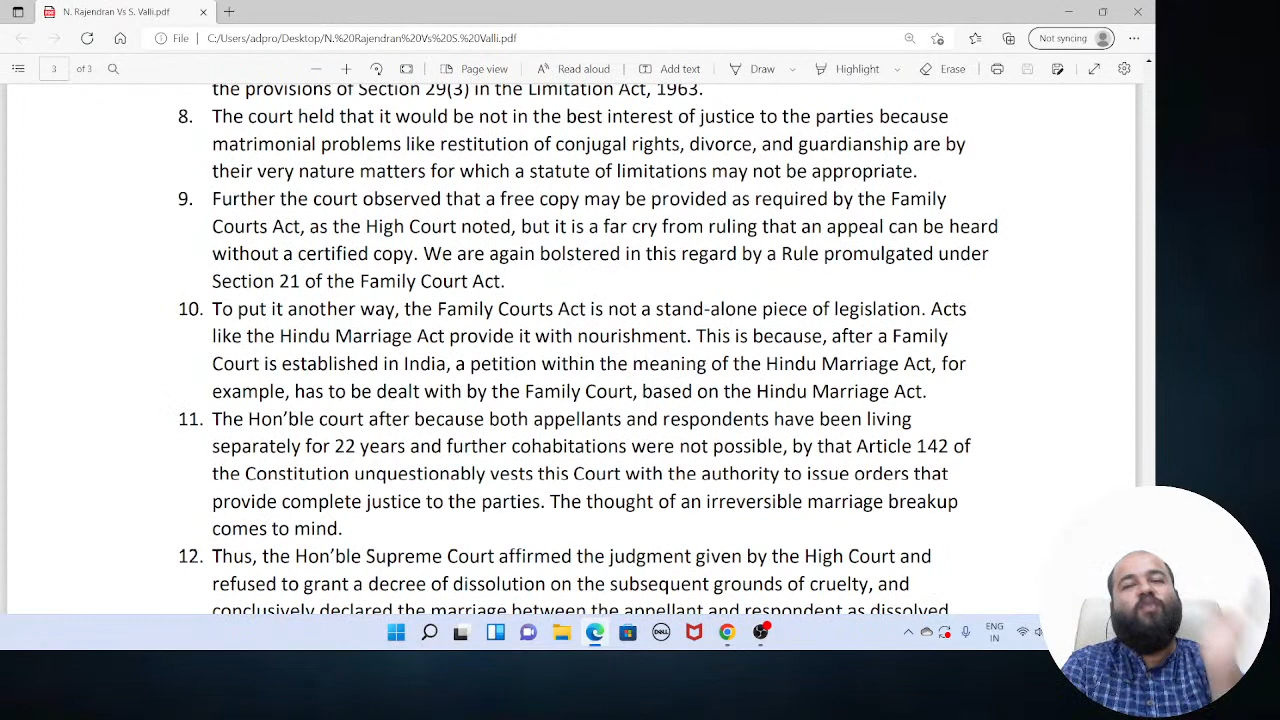 N. Rajendran Vs S. Valli.pdf
File C:/Users/adpro/Desktop/N.%20Rajendran%20Vs%20S.%20Valli.pdf Not syncing
3 of 3 Page view Read aloud Add text Draw Highlight Erase
the provisions of Section 29(3) in the Limitation Act, 1963.
8. The court held that it would be not in the best interest of justice to the parties because
matrimonial problems like restitution of conjugal rights, divorce, and guardianship are by
their very nature matters for which a statute of limitations may not be appropriate.
9. Further the court observed that a free copy may be provided as required by the Family
Courts Act, as the High Court noted, but it is a far cry from ruling that an appeal can be heard
without a certified copy. We are again bolstered in this regard by a Rule promulgated under
Section 21 of the Family Court Act.
10. To put it another way, the Family Courts Act is not a stand-alone piece of legislation. Acts
like the Hindu Marriage Act provide it with nourishment. This is because, after a Family
Court is established in India, a petition within the meaning of the Hindu Marriage Act, for
example, has to be dealt with by the Family Court, based on the Hindu Marriage Act.
11. The Hon’ble court after because both appellants and respondents have been living
separately for 22 years and further cohabitations were not possible, by that Article 142 of
the Constitution unquestionably vests this Court with the authority to issue orders that
provide complete justice to the parties. The thought of an irreversible marriage breakup
comes to mind.
12. Thus, the Hon’ble Supreme Court affirmed the judgment given by the High Court and
refused to grant a decree of dissolution on the subsequent grounds of cruelty, and
conclusively declared the marriage between the appellant and respondent as dissolved
DELL
ENG
IN